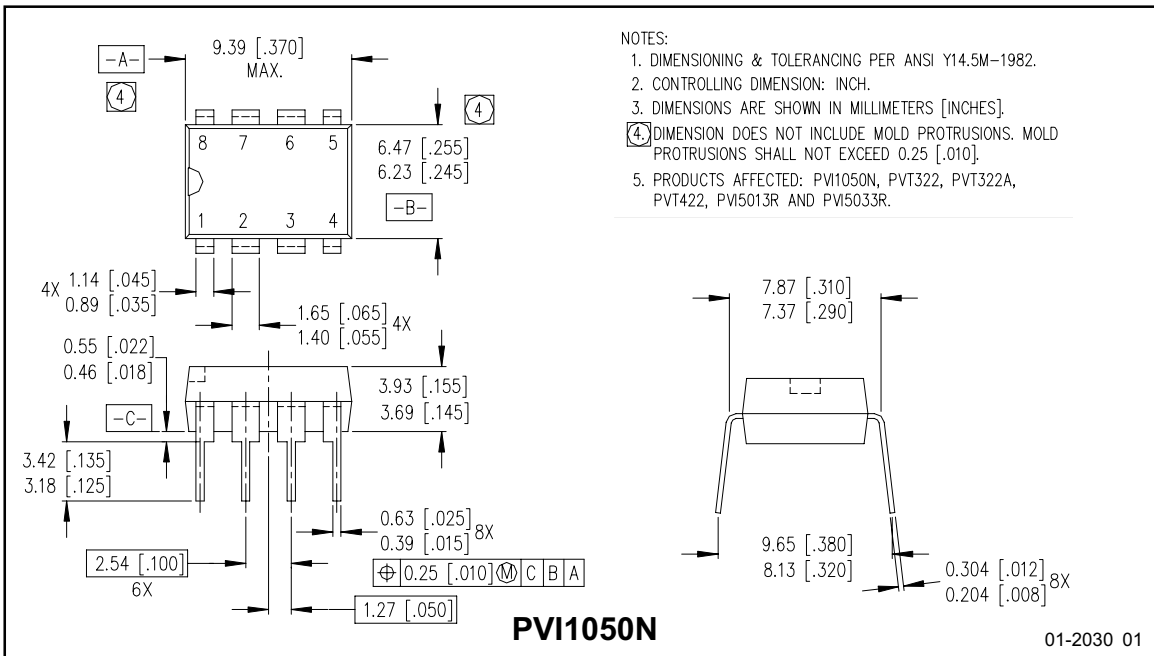 -A-
4
9.39 [.370]
MAX.
4
8 7 6 5
1 2 3 4
6.47 [.255]
6.23 [.245]
-B-
4X 1.14 [.045]
0.89 [.035]
1.65 [.065]
1.40 [.055] 4X
0.55 [.022]
0.46 [.018]
-C-
3.93 [.155]
3.69 [.145]
3.42 [.135]
3.18 [.125]
0.63 [.025]
0.39 [.015] 8X
⌖ 0.25 [.010] Ⓜ C B A
2.54 [.100]
6X
1.27 [.050]
NOTES:
1. DIMENSIONING & TOLERANCING PER ANSI Y14.5M–1982.
2. CONTROLLING DIMENSION: INCH.
3. DIMENSIONS ARE SHOWN IN MILLIMETERS [INCHES].
4. DIMENSION DOES NOT INCLUDE MOLD PROTRUSIONS. MOLD
PROTRUSIONS SHALL NOT EXCEED 0.25 [.010].
5. PRODUCTS AFFECTED: PVI1050N, PVT322, PVT322A,
PVT422, PVI5013R AND PVI5033R.
7.87 [.310]
7.37 [.290]
9.65 [.380]
8.13 [.320]
0.304 [.012]
0.204 [.008] 8X
PVI1050N
01-2030 01